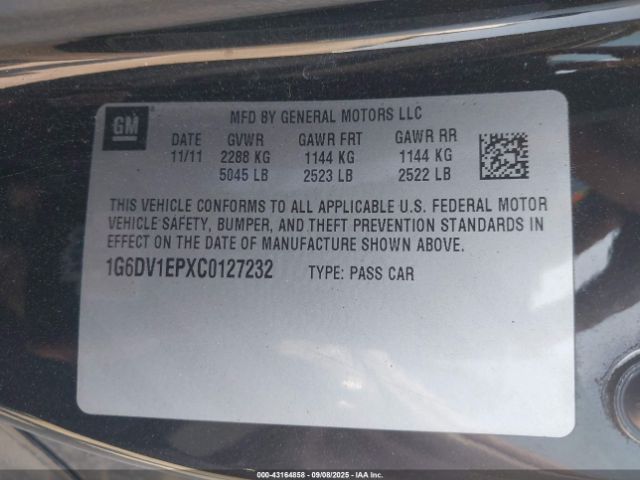 GM
MFD BY GENERAL MOTORS LLC
DATE GVWR GAWR FRT GAWR RR
11/11 2288 KG 1144 KG 1144 KG
5045 LB 2523 LB 2522 LB
THIS VEHICLE CONFORMS TO ALL APPLICABLE U.S. FEDERAL MOTOR
VEHICLE SAFETY, BUMPER, AND THEFT PREVENTION STANDARDS IN
EFFECT ON THE DATE OF MANUFACTURE SHOWN ABOVE.
1G6DV1EPXC0127232 TYPE: PASS CAR
000-43164858 - 09/08/2025 - © IAA, Inc.